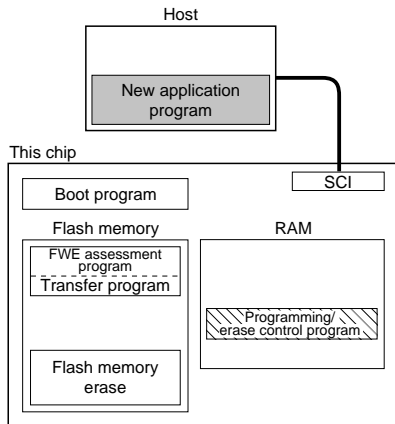 Host
New application
program
This chip
SCI
Boot program
Flash memory
RAM
FWE assessment
program
Transfer program
Programming/
erase control program
Flash memory
erase